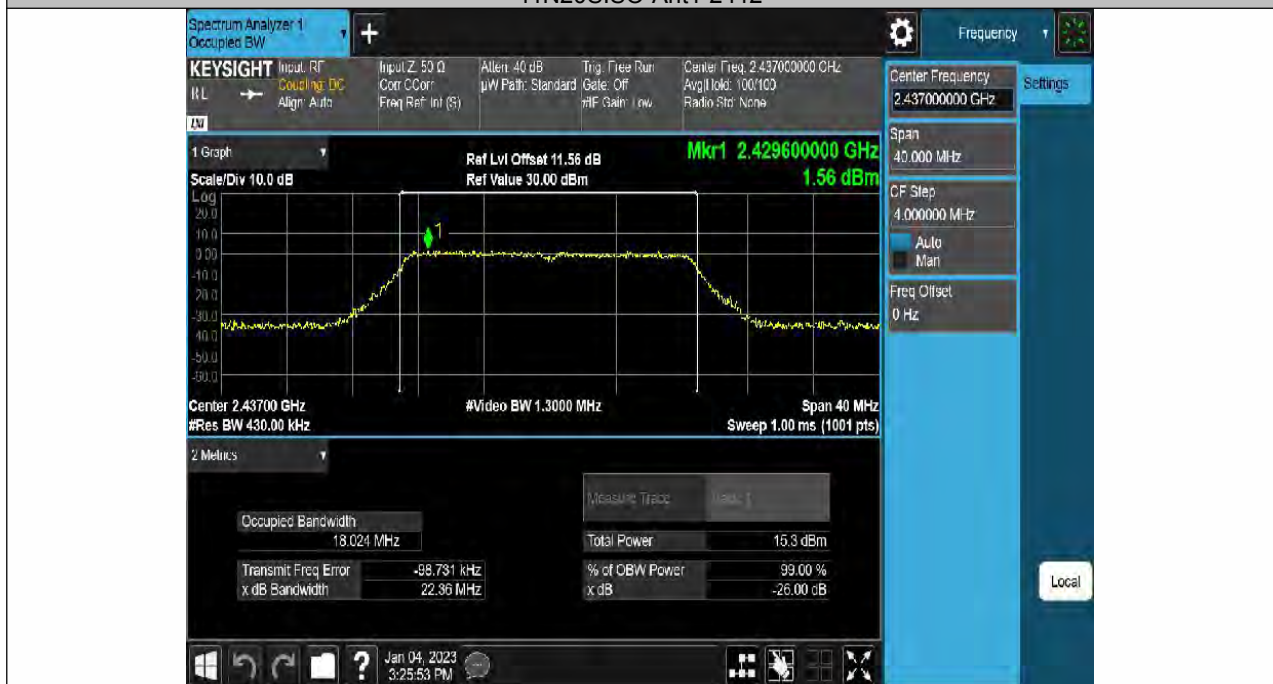 Spectrum Analyzer 1
Occupied BW
Frequency
KEYSIGHT
Input: RF
Coupling: DC
Align: Auto
Input Z: 50 Ω
Corr CCorr
Freq Ref: Int (S)
Atten: 40 dB
µW Path: Standard
Trig: Free Run
Gate: Off
#IF Gain: Low
Center Freq: 2.437000000 GHz
Avg|Hold: 100/100
Radio Std: None
Center Frequency
2.437000000 GHz
Settings
Span
40.000 MHz
CF Step
4.000000 MHz
Auto
Man
Freq Offset
0 Hz
1 Graph
Scale/Div 10.0 dB
Ref Lvl Offset 11.56 dB
Ref Value 30.00 dBm
Mkr1 2.429600000 GHz
1.56 dBm
Log
20.0
10.0
0.00
-10.0
-30.0
-50.0
1
Center 2.43700 GHz
#Res BW 430.00 kHz
#Video BW 1.3000 MHz
Span 40 MHz
Sweep 1.00 ms (1001 pts)
2 Metrics
Measure Trace
Trace 1
Occupied Bandwidth
18.024 MHz
Total Power 15.3 dBm
Transmit Freq Error -98.731 kHz
% of OBW Power 99.00 %
x dB Bandwidth 22.36 MHz
x dB -26.00 dB
Local
?
Jan 04, 2023
3:25:53 PM